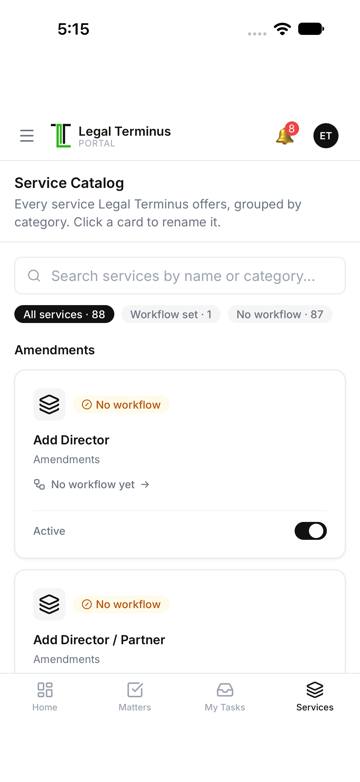 5:15
Legal Terminus
PORTAL
8
ET
Service Catalog
Every service Legal Terminus offers, grouped by
category. Click a card to rename it.
Search services by name or category...
All services · 88
Workflow set · 1
No workflow · 87
Amendments
No workflow
Add Director
Amendments
No workflow yet →
Active
No workflow
Add Director / Partner
Amendments
Home
Matters
My Tasks
Services